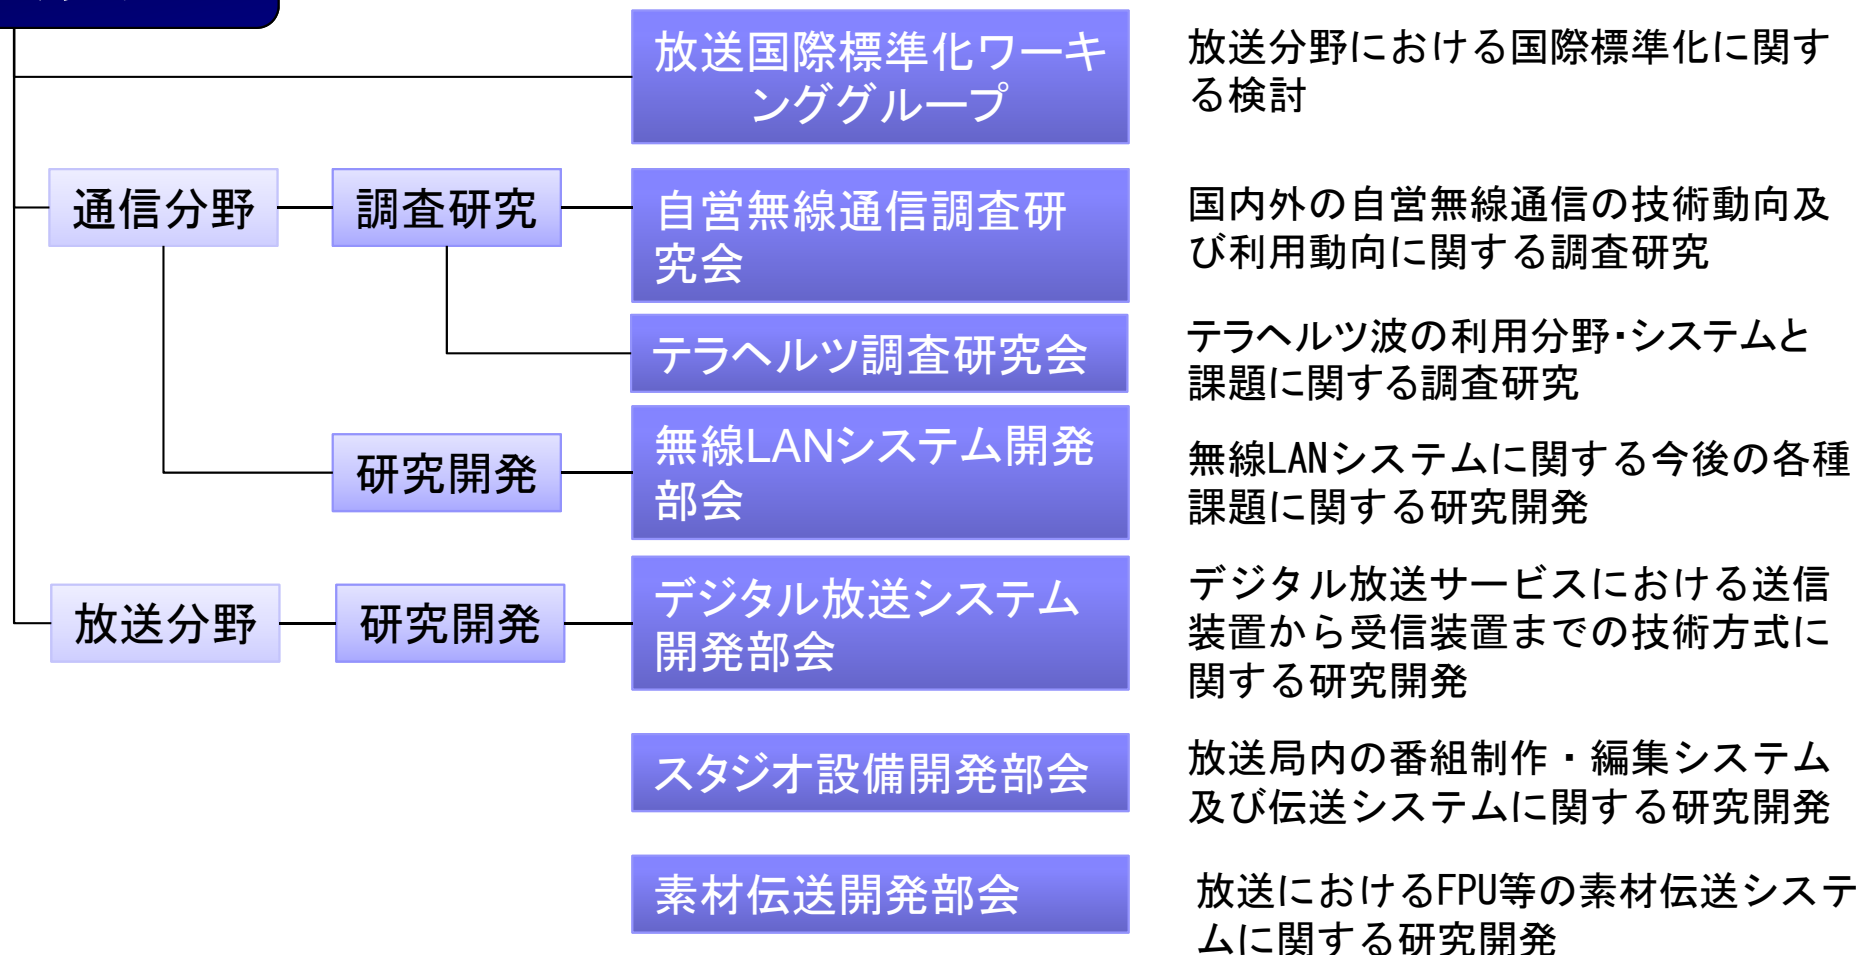 放送国際標準化ワーキ
ンググループ
放送分野における国際標準化に関す
る検討
通信分野
調査研究
自営無線通信調査研
究会
国内外の自営無線通信の技術動向及
び利用動向に関する調査研究
テラヘルツ調査研究会
テラヘルツ波の利用分野・システムと
課題に関する調査研究
研究開発
無線LANシステム開発
部会
無線LANシステムに関する今後の各種
課題に関する研究開発
放送分野
研究開発
デジタル放送システム
開発部会
デジタル放送サービスにおける送信
装置から受信装置までの技術方式に
関する研究開発
スタジオ設備開発部会
放送局内の番組制作・編集システム
及び伝送システムに関する研究開発
素材伝送開発部会
放送におけるFPU等の素材伝送システ
ムに関する研究開発